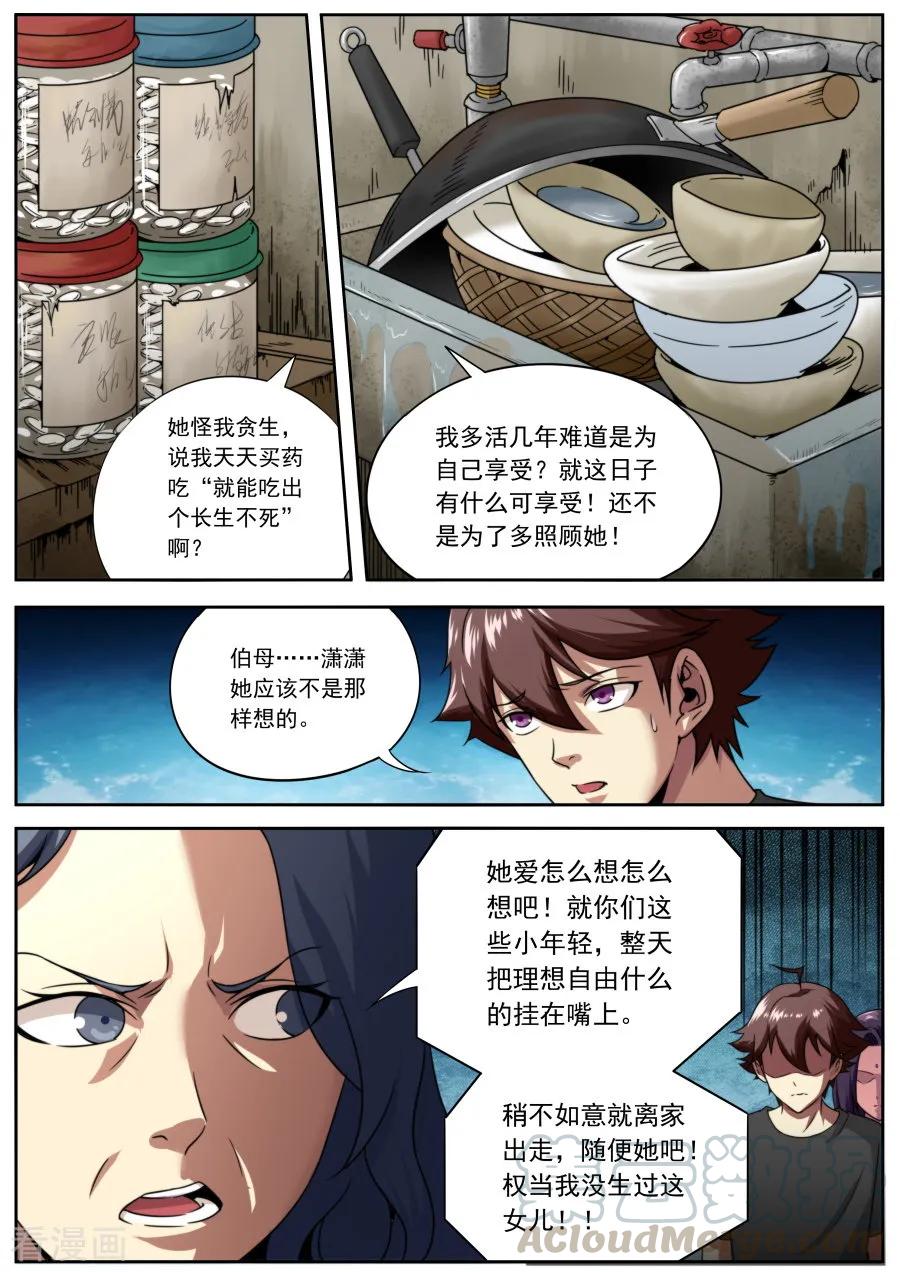 她怪我贪生，
说我天天买药
吃“就能吃出
个长生不死”
啊？
我多活几年难道是为
自己享受？就这日子
有什么可享受！还不
是为了多照顾她！
伯母……潇潇
她应该不是那
样想的。
她爱怎么想怎么
想吧！就你们这
些小年轻，整天
把理想自由什么
的挂在嘴上。
稍不如意就离家
出走，随便她吧！
权当我没生过这
女儿！！
看漫画
AcloudMerge.com